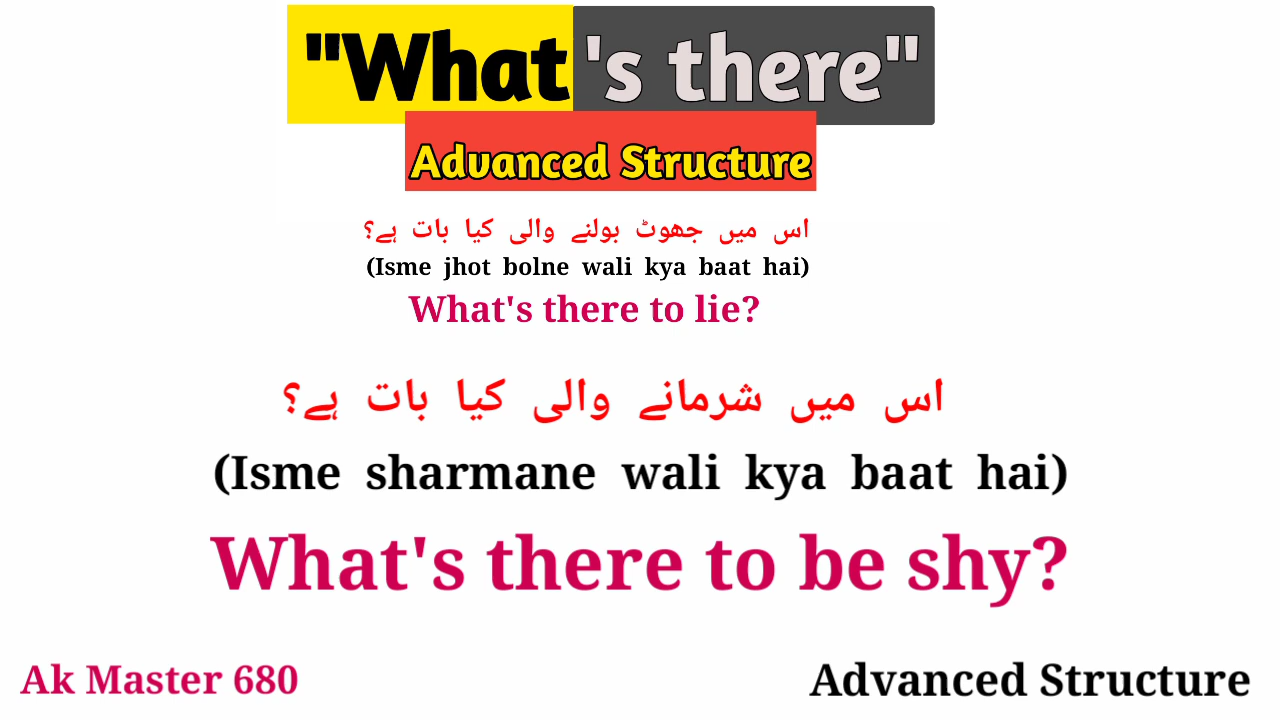 "What's there"
Advanced Structure
اس میں جھوٹ بولنے والی کیا بات ہے؟
(Isme jhot bolne wali kya baat hai)
What's there to lie?
اس میں شرمانے والی کیا بات ہے؟
(Isme sharmane wali kya baat hai)
What's there to be shy?
Ak Master 680
Advanced Structure